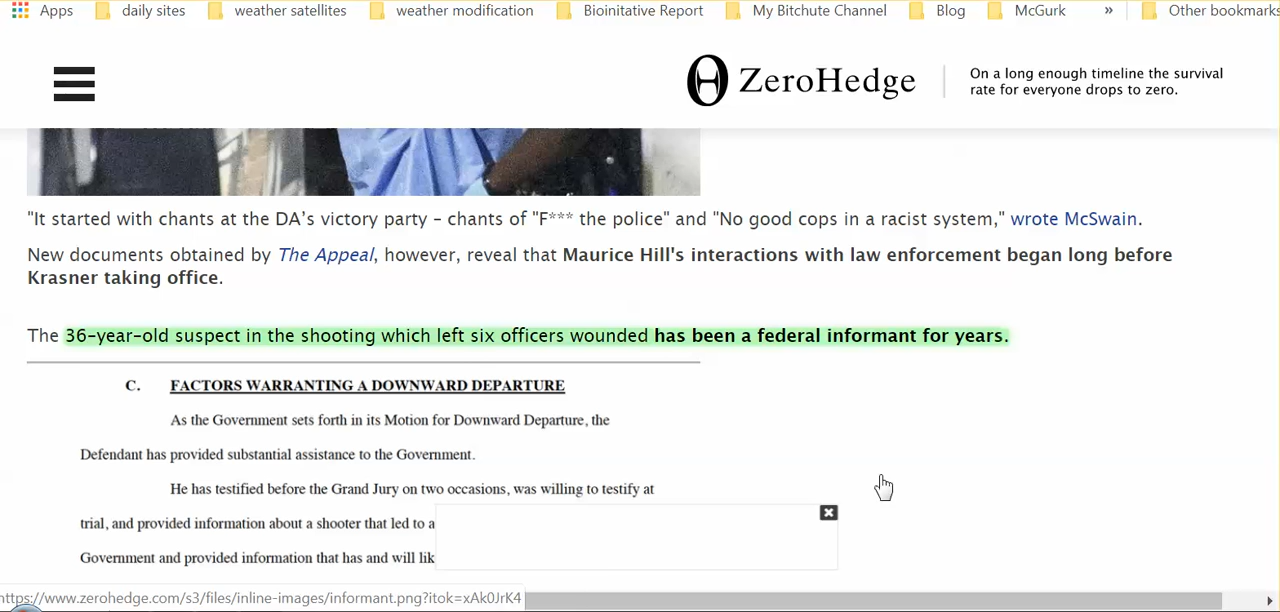 Apps daily sites weather satellites weather modification Bioinitative Report My Bitchute Channel Blog McGurk » Other bookmarks
ZeroHedge
On a long enough timeline the survival
rate for everyone drops to zero.
"It started with chants at the DA’s victory party – chants of "F*** the police" and "No good cops in a racist system," wrote McSwain.
New documents obtained by The Appeal, however, reveal that Maurice Hill's interactions with law enforcement began long before
Krasner taking office.
The 36-year-old suspect in the shooting which left six officers wounded has been a federal informant for years.
C. FACTORS WARRANTING A DOWNWARD DEPARTURE
As the Government sets forth in its Motion for Downward Departure, the
Defendant has provided substantial assistance to the Government.
He has testified before the Grand Jury on two occasions, was willing to testify at
trial, and provided information about a shooter that led to a
Government and provided information that has and will lik
https://www.zerohedge.com/s3/files/inline-images/informant.png?itok=xAk0JrK4